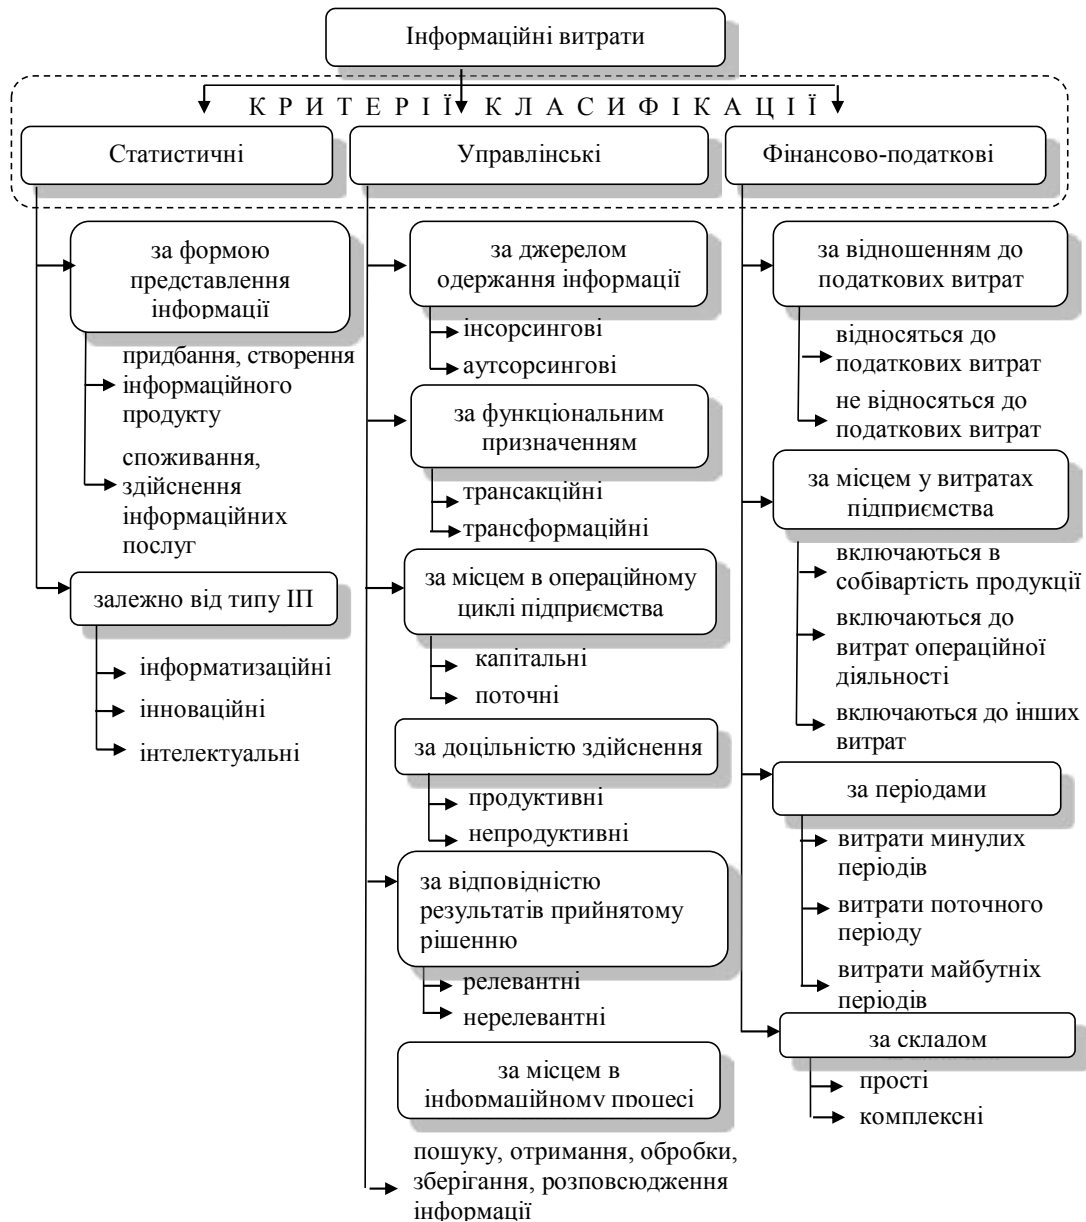 Інформаційні витрати
К Р И Т Е Р І Ї К Л А С И Ф І К А Ц І Ї
Статистичні
за формою
представлення
інформації
придбання, створення
інформаційного
продукту
споживання,
здійснення
інформаційних
послуг
залежно від типу ІП
інформатизаційні
інноваційні
інтелектуальні
Управлінські
за джерелом
одержання інформації
інсорсингові
аутсорсингові
за функціональним
призначенням
трансакційні
трансформаційні
за місцем в операційному
циклі підприємства
капітальні
поточні
за доцільністю здійснення
продуктивні
непродуктивні
за відповідністю
результатів прийнятому
рішенню
релевантні
нерелевантні
за місцем в
інформаційному процесі
пошуку, отримання, обробки,
зберігання, розповсюдження
інформації
Фінансово-податкові
за відношенням до
податкових витрат
відносяться до
податкових витрат
не відносяться до
податкових витрат
за місцем у витратах
підприємства
включаються в
собівартість продукції
включаються до
витрат операційної
діяльності
включаються до інших
витрат
за періодами
витрати минулих
періодів
витрати поточного
періоду
витрати майбутніх
періодів
за складом
прості
комплексні